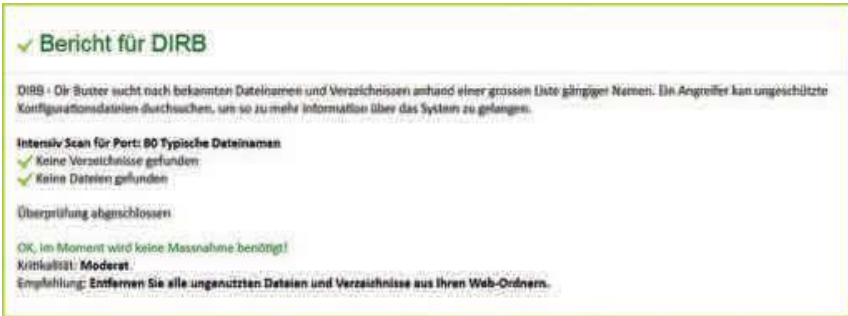 Bericht für DIRB
DIRB - Dir Buster sucht nach bekannten Dateinamen und Verzeichnissen anhand einer grossen Liste gängiger Namen. Ein Angreifer kan ungeschützte
Konfigurationsdateien durchsuchen, um so zu mehr Information über das System zu gelangen.
Intensiv Scan für Port: 80 Typische Dateinamen
Keine Verzeichnisse gefunden
Keine Dateien gefunden
Überprüfung abgeschlossen
OK, im Moment wird keine Massnahme benötigt!
Kritikalität: Moderat
Empfehlung: Entfernen Sie alle ungenutzten Dateien und Verzeichnisse aus Ihren Web-Ordnern.